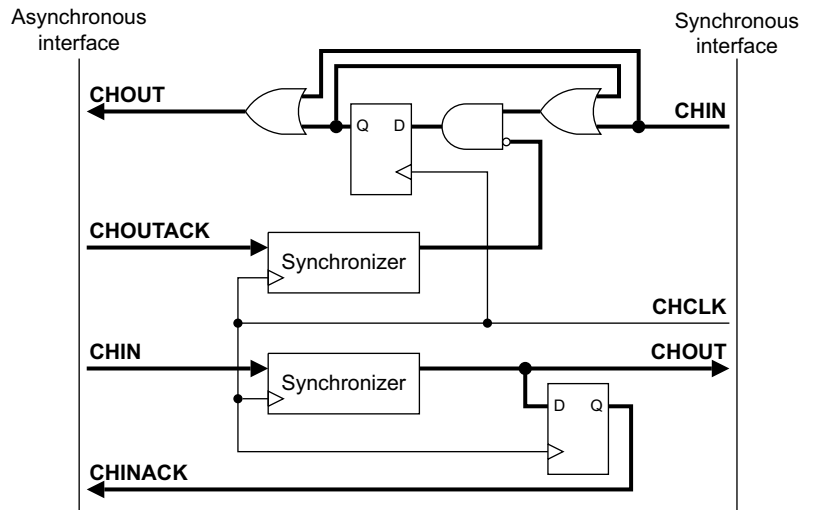 Asynchronous
interface
Synchronous
interface
CHOUT
CHIN
Q
D
CHOUTACK
Synchronizer
CHCLK
CHIN
CHOUT
Synchronizer
D
Q
CHINACK